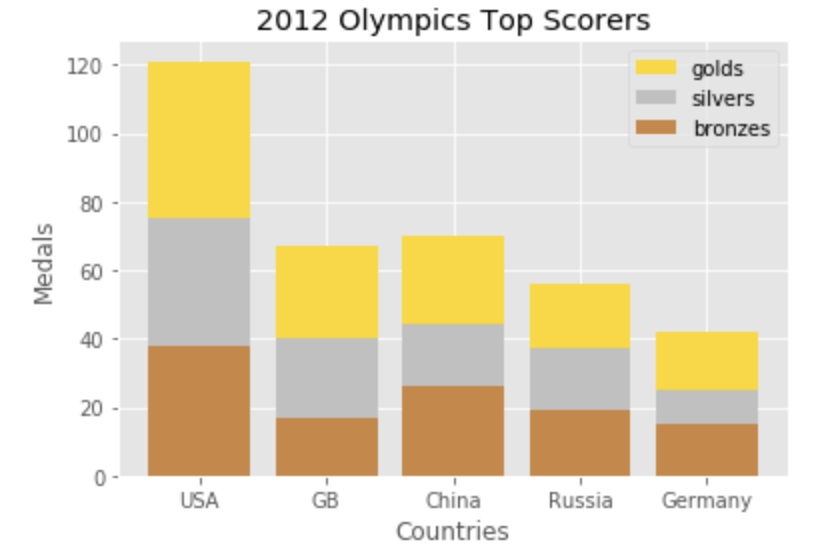 2012 Olympics Top Scorers
golds
silvers
bronzes
120
100
80
60
40
20
0
Medals
USA GB China Russia Germany
Countries